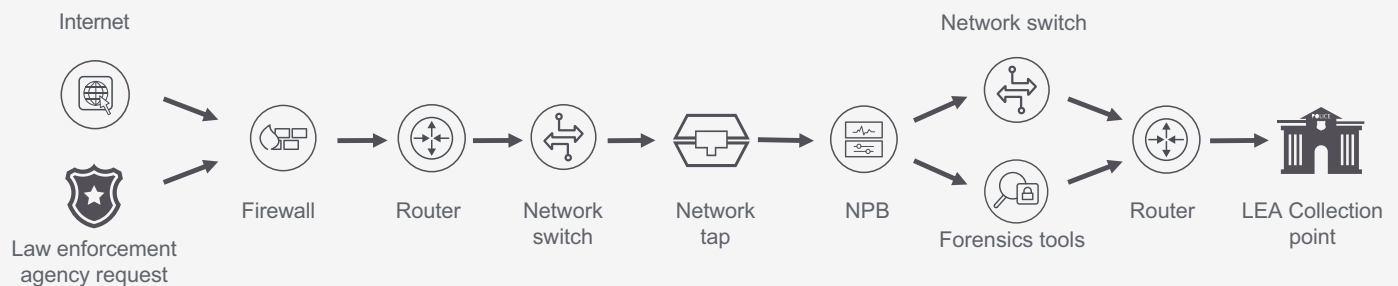 Internet
Network switch
Firewall
Router
Network
switch
Network
tap
NPB
Forensics tools
Router
POLICE
LEA Collection
point
Law enforcement
agency request